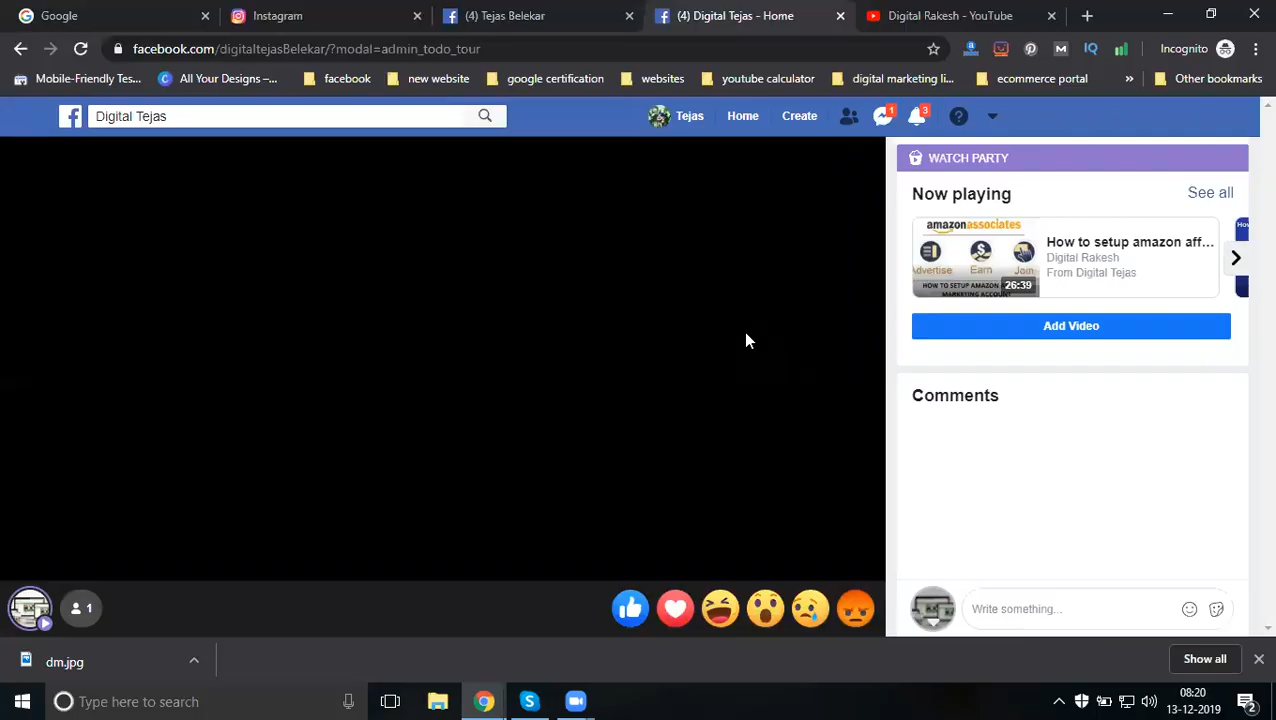 Google
Instagram
(4) Tejas Belekar
(4) Digital Tejas - Home
Digital Rakesh - YouTube
facebook.com/digitaltejasBelekar/?modal=admin_todo_tour
IQ
Incognito
Mobile-Friendly Tes...
All Your Designs –...
facebook
new website
google certification
websites
youtube calculator
digital marketing li...
ecommerce portal
»
Other bookmarks
Digital Tejas
Tejas
Home
Create
1
3
WATCH PARTY
Now playing
See all
amazonassociates
Advertise
Earn
Join
HOW TO SETUP AMAZON
MARKETING ACCOUNT
26:39
How to setup amazon aff...
Digital Rakesh
From Digital Tejas
Add Video
Comments
1
Write something...
dm.jpg
Show all
Type here to search
08:20
13-12-2019
2